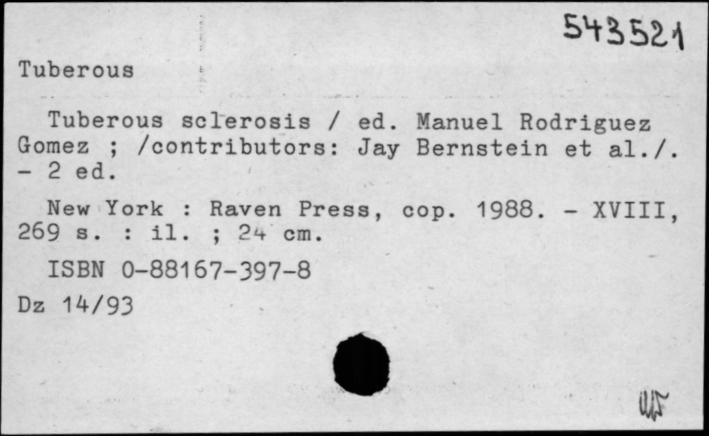 543521
Tuberous
Tuberous sclerosis / ed. Manuel Rodriguez
Gomez ; /contributors: Jay Bernstein et al./.
- 2 ed.
New York : Raven Press, cop. 1988. - XVIII,
269 s. : il. ; 24 cm.
ISBN 0-88167-397-8
Dz 14/93